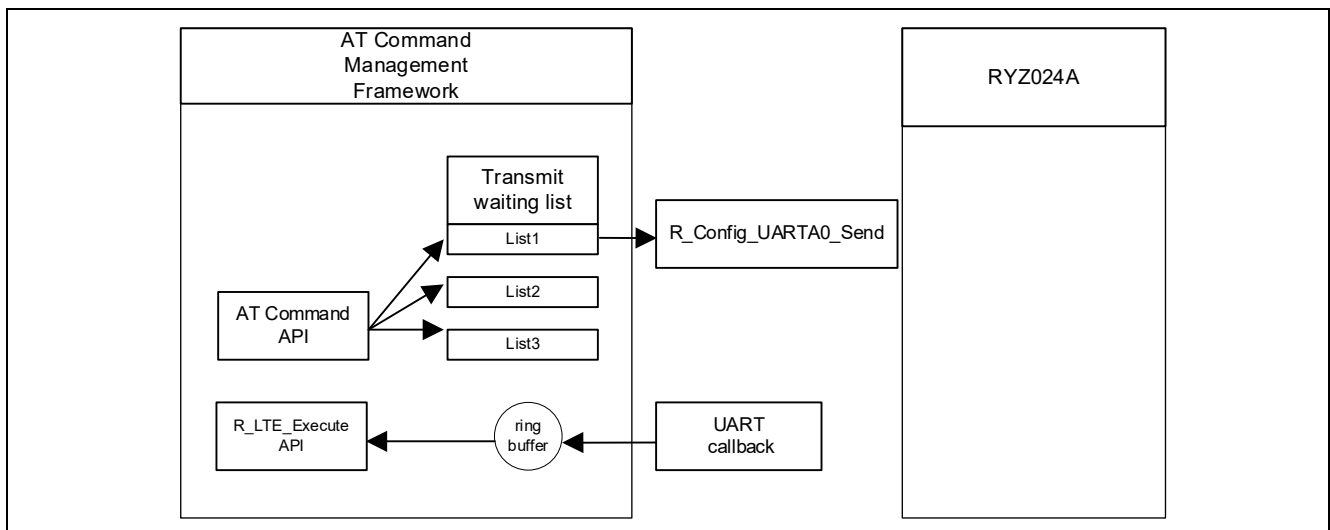 AT Command
Management
Framework
RYZ024A
Transmit
waiting list
List1
R_Config_UARTA0_Send
List2
AT Command
API
List3
R_LTE_Execute
API
ring
buffer
UART
callback